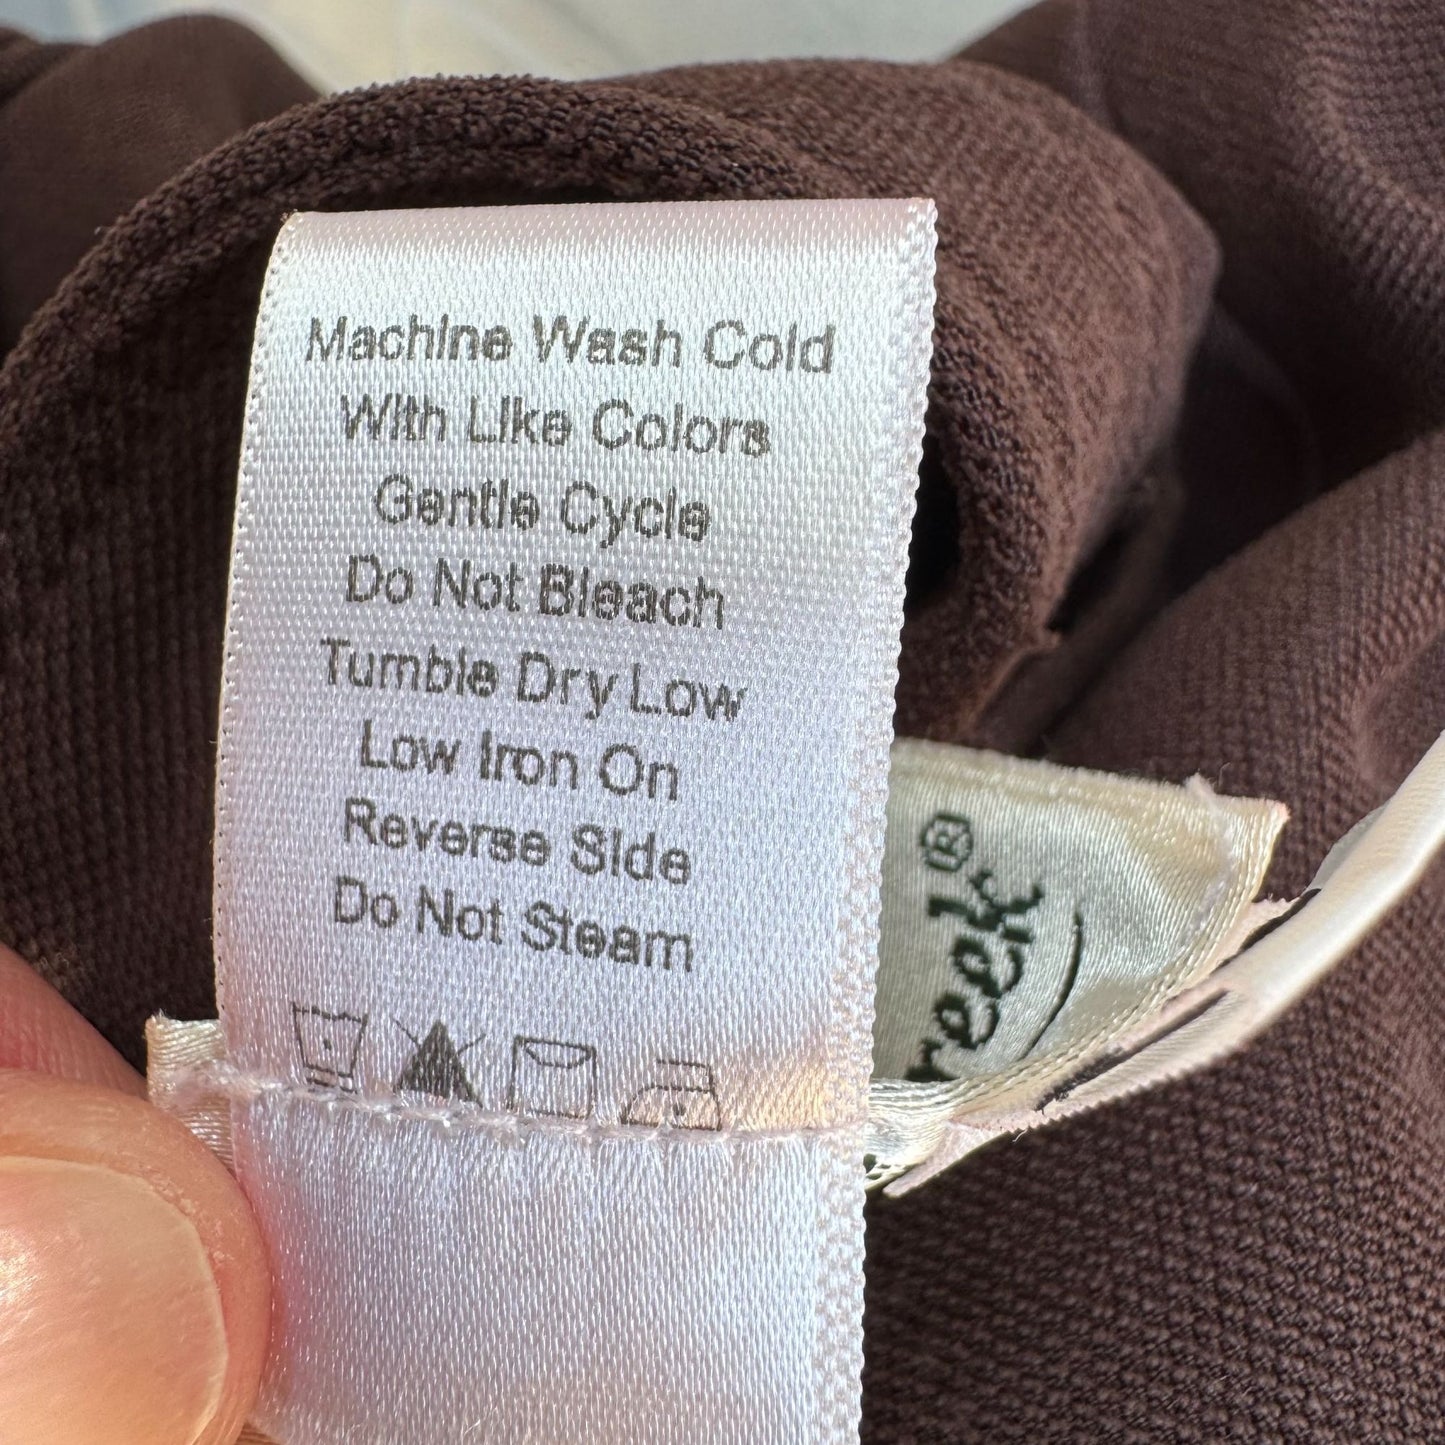 Machine Wash Cold
With Like Colors
Gentle Cycle
Do Not Bleach
Tumble Dry Low
Low Iron On
Reverse Side
Do Not Steam
reek®